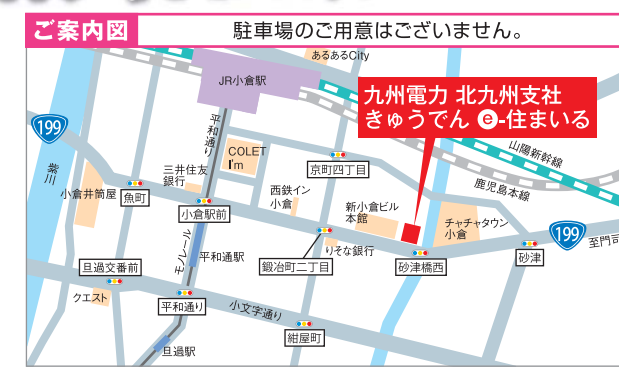 ご案内図
駐車場のご用意はございません。
あるあるCity
JR小倉駅
九州電力 北九州支社
きゅうでん e-住まいる
199
平和通り
山陽新幹線
鹿児島本線
紫川
COLET
I'm
京町四丁目
三井住友
銀行
小倉井筒屋
魚町
西鉄イン
小倉
新小倉ビル
本館
チャチャタウン
小倉
小倉駅前
199
至門司
モノレール
平和通駅
りそな銀行
砂津
旦過交番前
鍛冶町二丁目
砂津橋西
クエスト
平和通り
小文字通り
紺屋町
旦過駅